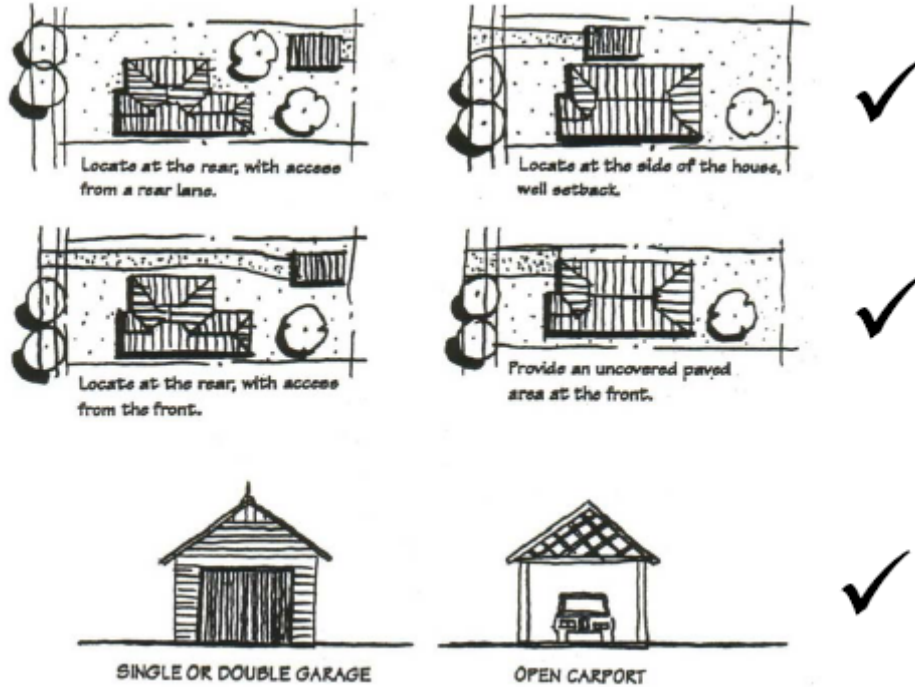 Locate at the rear, with access
from a rear lane.
Locate at the side of the house,
well setback.
Locate at the rear, with access
from the front.
Provide an uncovered paved
area at the front.
SINGLE OR DOUBLE GARAGE
OPEN CARPORT